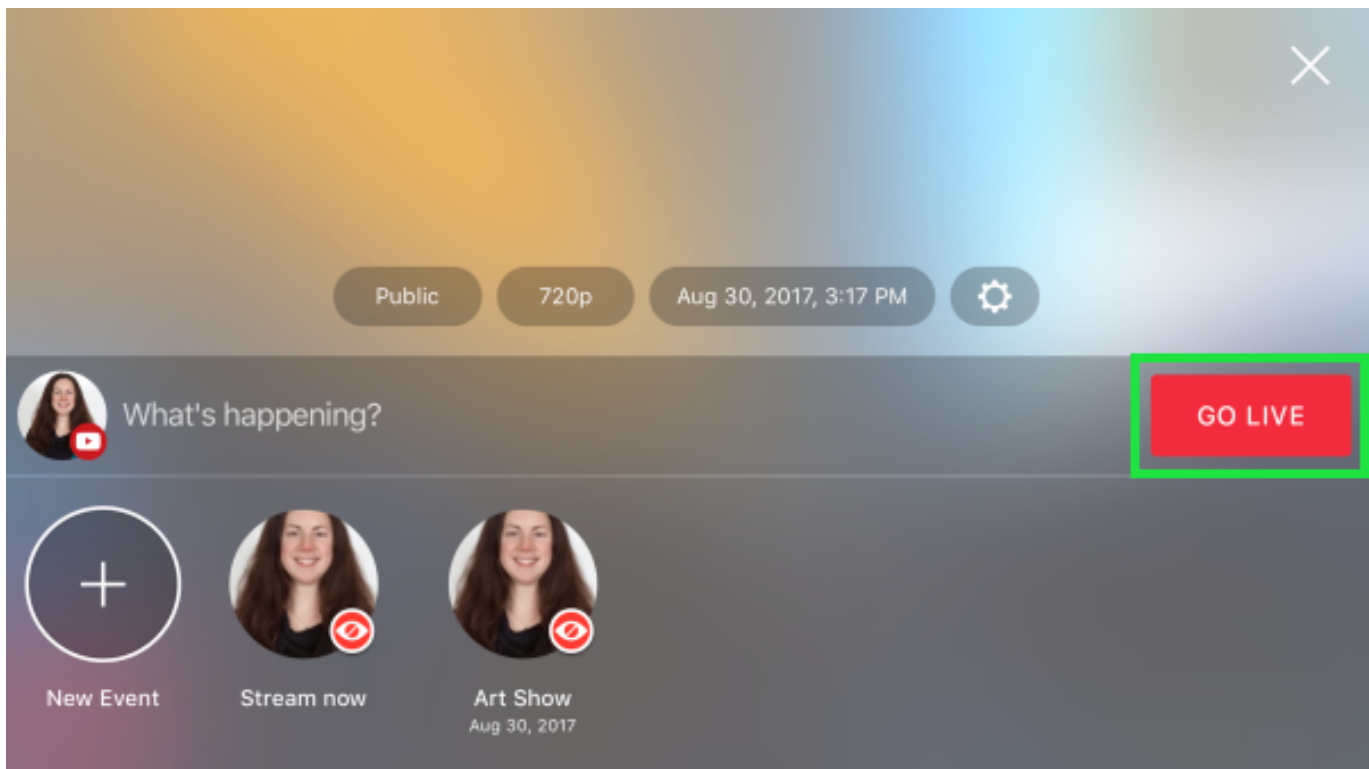 Public
720p
Aug 30, 2017, 3:17 PM
What's happening?
GO LIVE
New Event
Stream now
Art Show
Aug 30, 2017